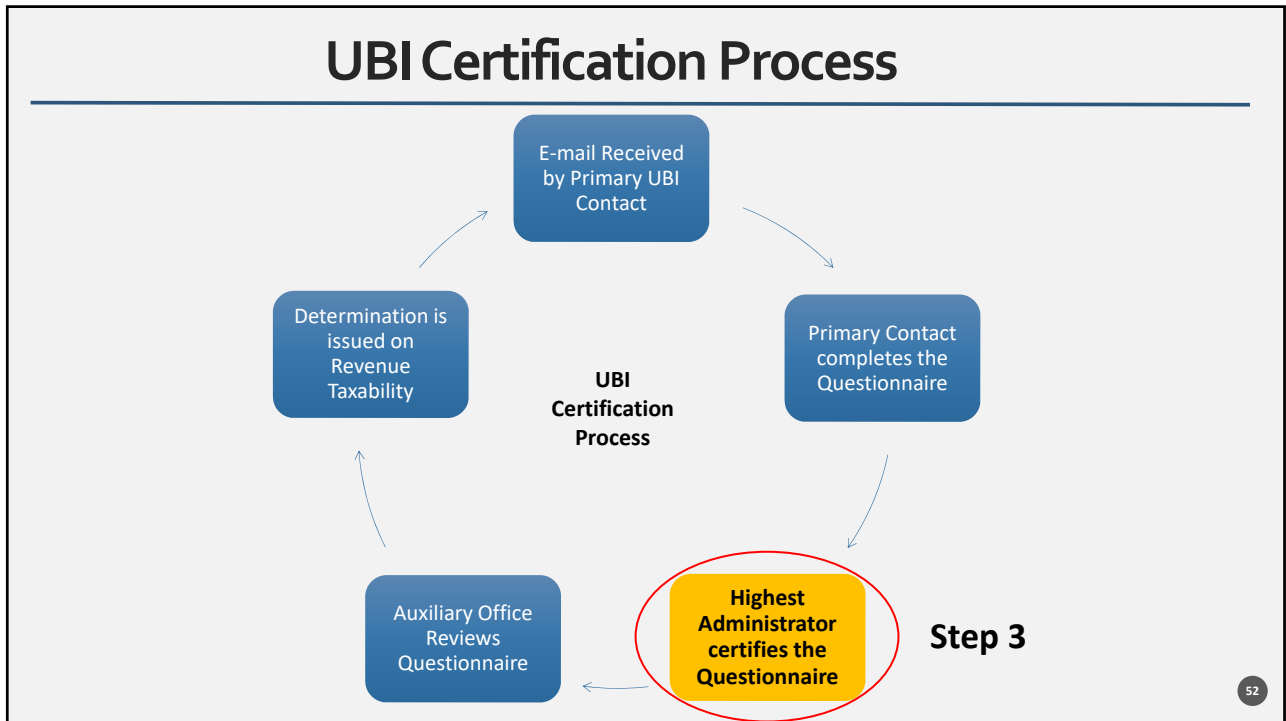 UBI Certification Process
E-mail Received
by Primary UBI
Contact
Primary Contact
completes the
Questionnaire
Highest
Administrator
certifies the
Questionnaire
Step 3
Auxiliary Office
Reviews
Questionnaire
Determination is
issued on
Revenue
Taxability
UBI
Certification
Process
52